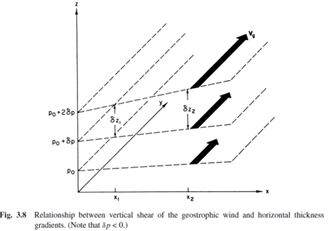 z
V₉
P₀+2δp
y
δz₁
δz₂
P₀+δp
P₀
x
x₁
x₂
Fig. 3.8 Relationship between vertical shear of the geostrophic wind and horizontal thickness
gradients. (Note that δp < 0.)